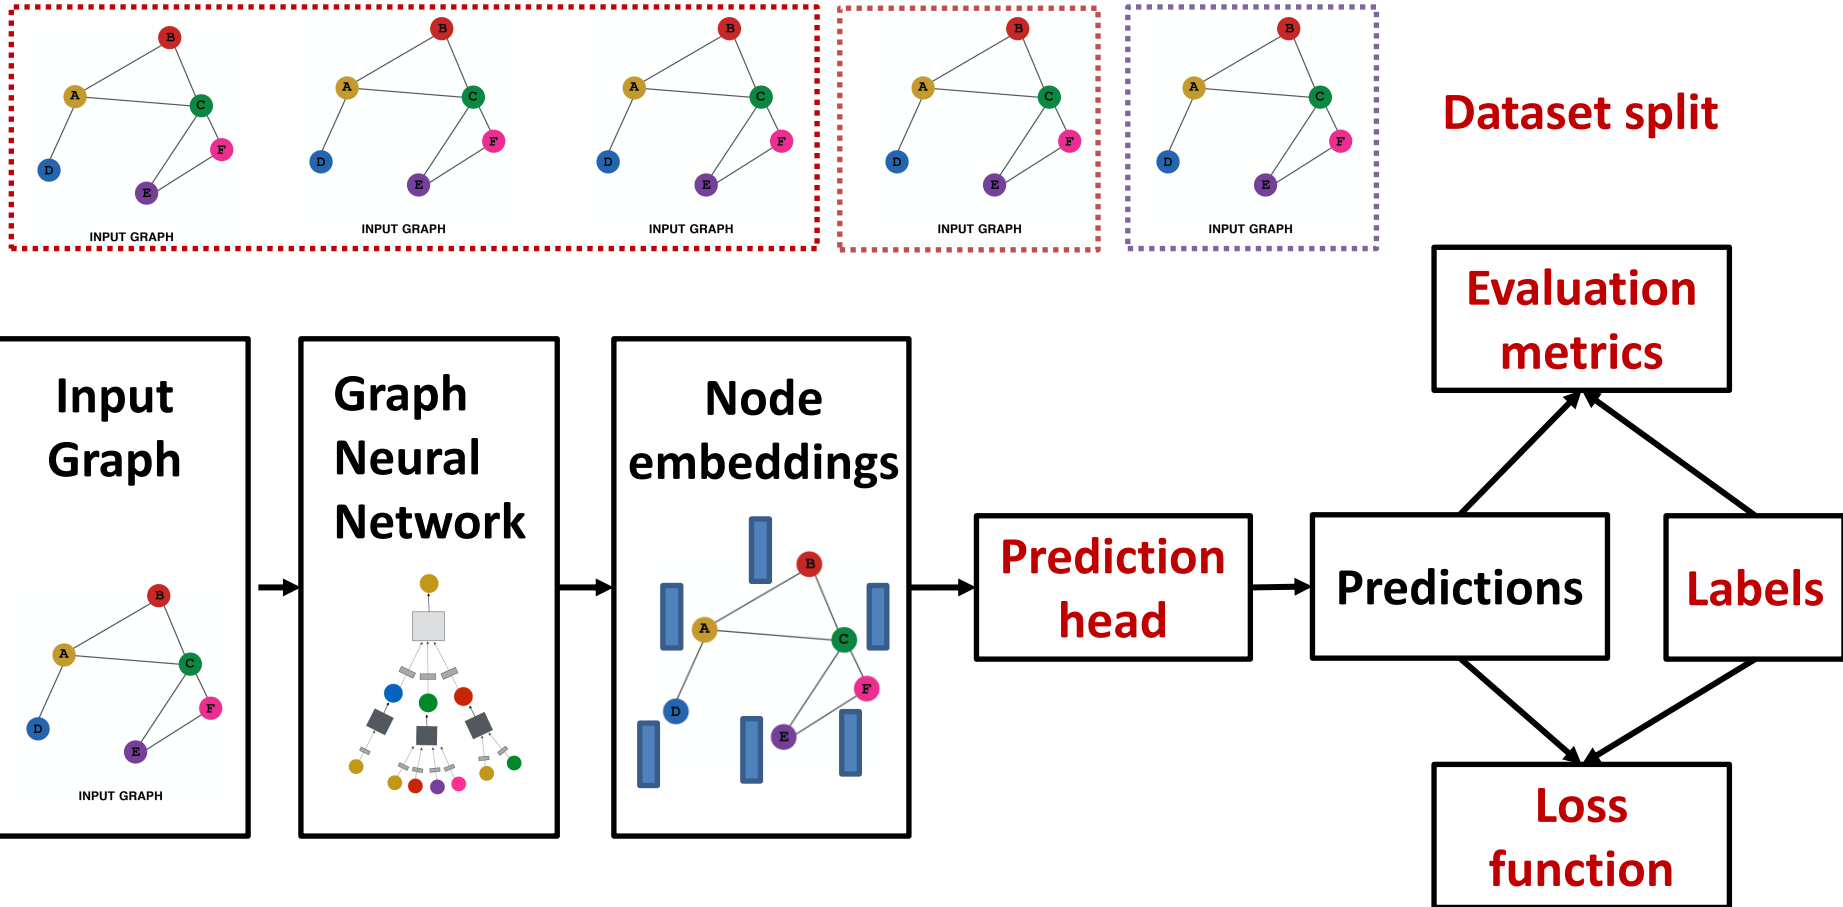 B
A
C
F
D
E
INPUT GRAPH
B
A
C
F
D
E
INPUT GRAPH
B
A
C
F
D
E
INPUT GRAPH
B
A
C
F
D
E
INPUT GRAPH
B
A
C
F
D
E
INPUT GRAPH
Dataset split
Input
Graph
B
A
C
F
D
E
INPUT GRAPH
Graph
Neural
Network
Node
embeddings
B
A
C
F
D
E
Prediction
head
Predictions
Labels
Evaluation
metrics
Loss
function